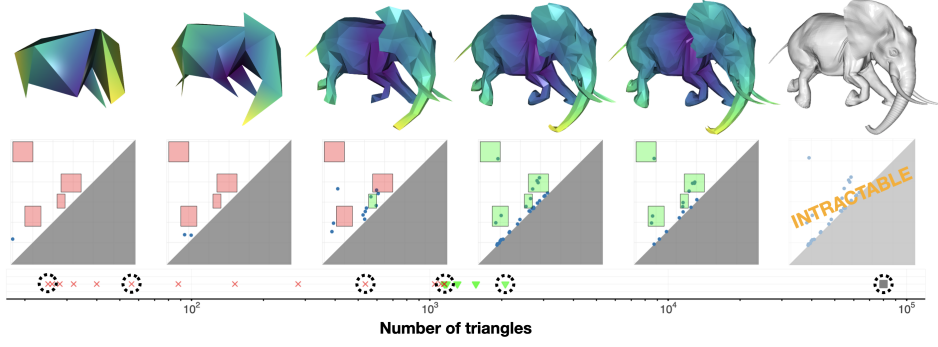 INTRACTABLE
10²
10³
10⁴
10⁵
Number of triangles